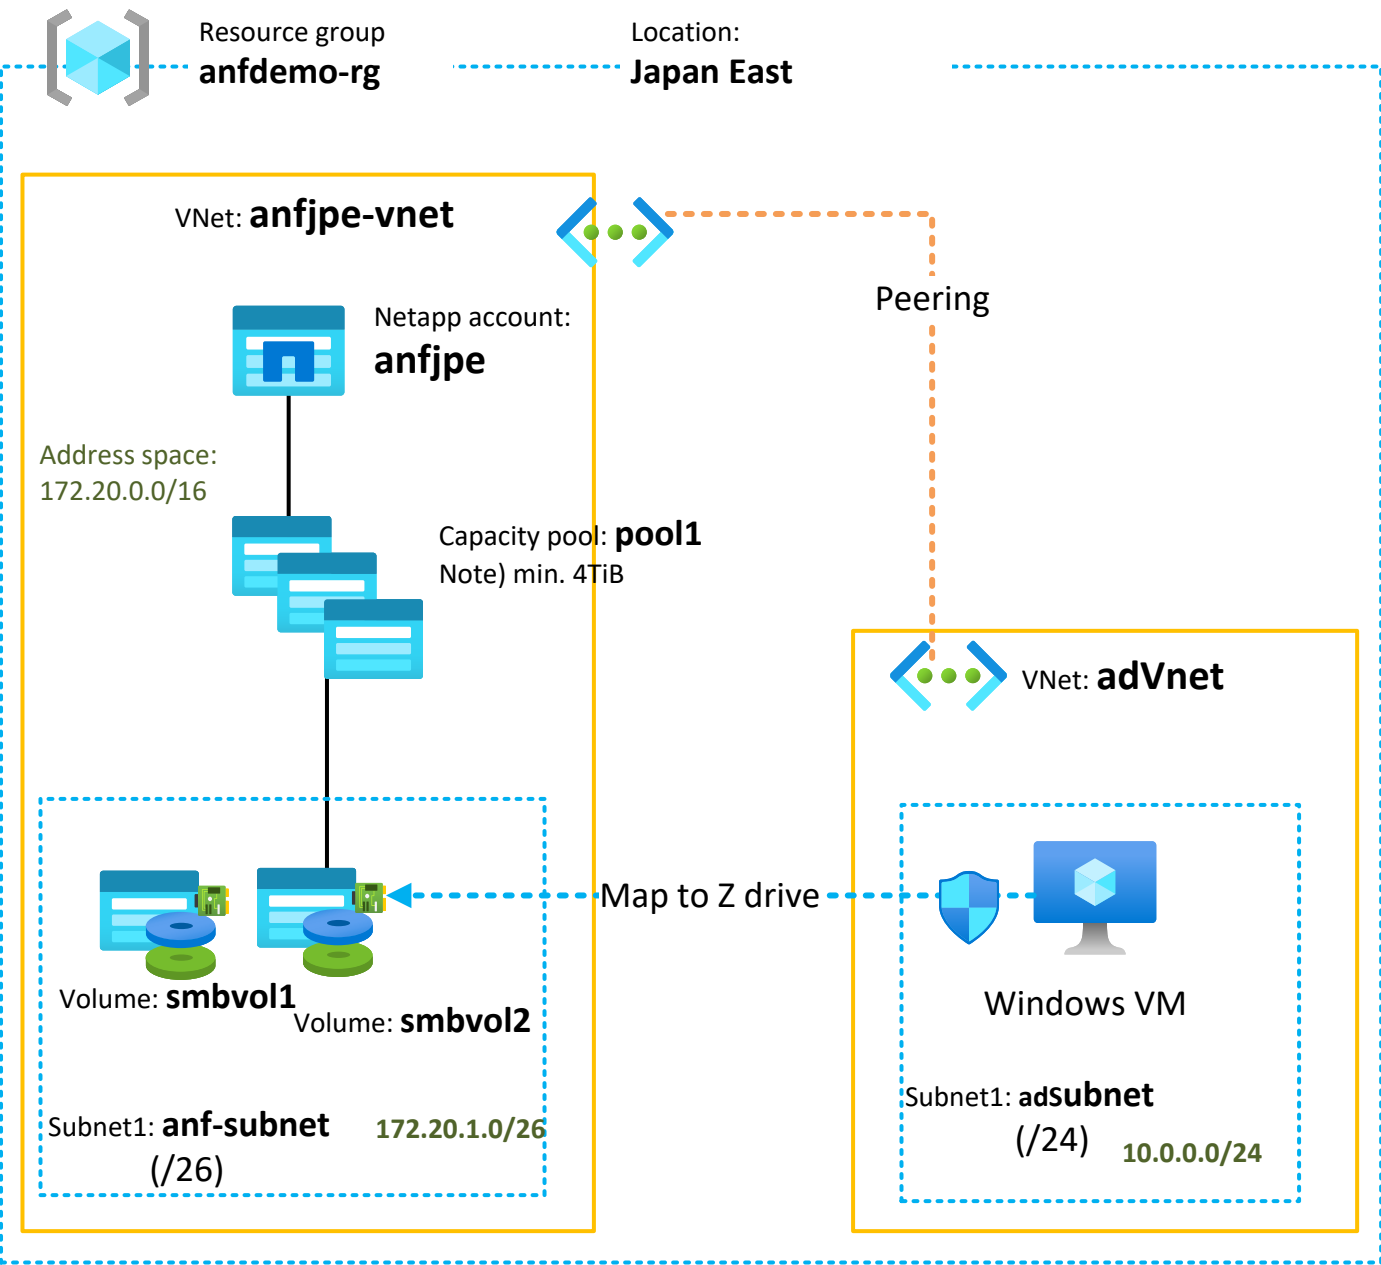 Resource group
anfdemo-rg
Location:
Japan East
VNet: anfjpe-vnet
Netapp account:
anfjpe
Peering
Address space:
172.20.0.0/16
Capacity pool: pool1
Note) min. 4TiB
VNet: adVnet
Map to Z drive
Volume: smbvol1
Volume: smbvol2
Windows VM
Subnet1: anf-subnet
(/26)
172.20.1.0/26
Subnet1: adsubnet
(/24)
10.0.0.0/24